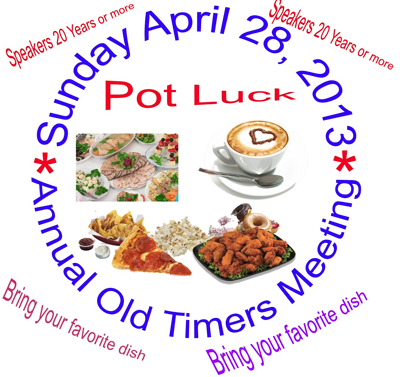 Speakers 20 Years or more
Speakers 20 Years or more
Sunday April 28, 2013
Pot Luck
* Annual Old Timers Meeting *
Bring your favorite dish
Bring your favorite dish